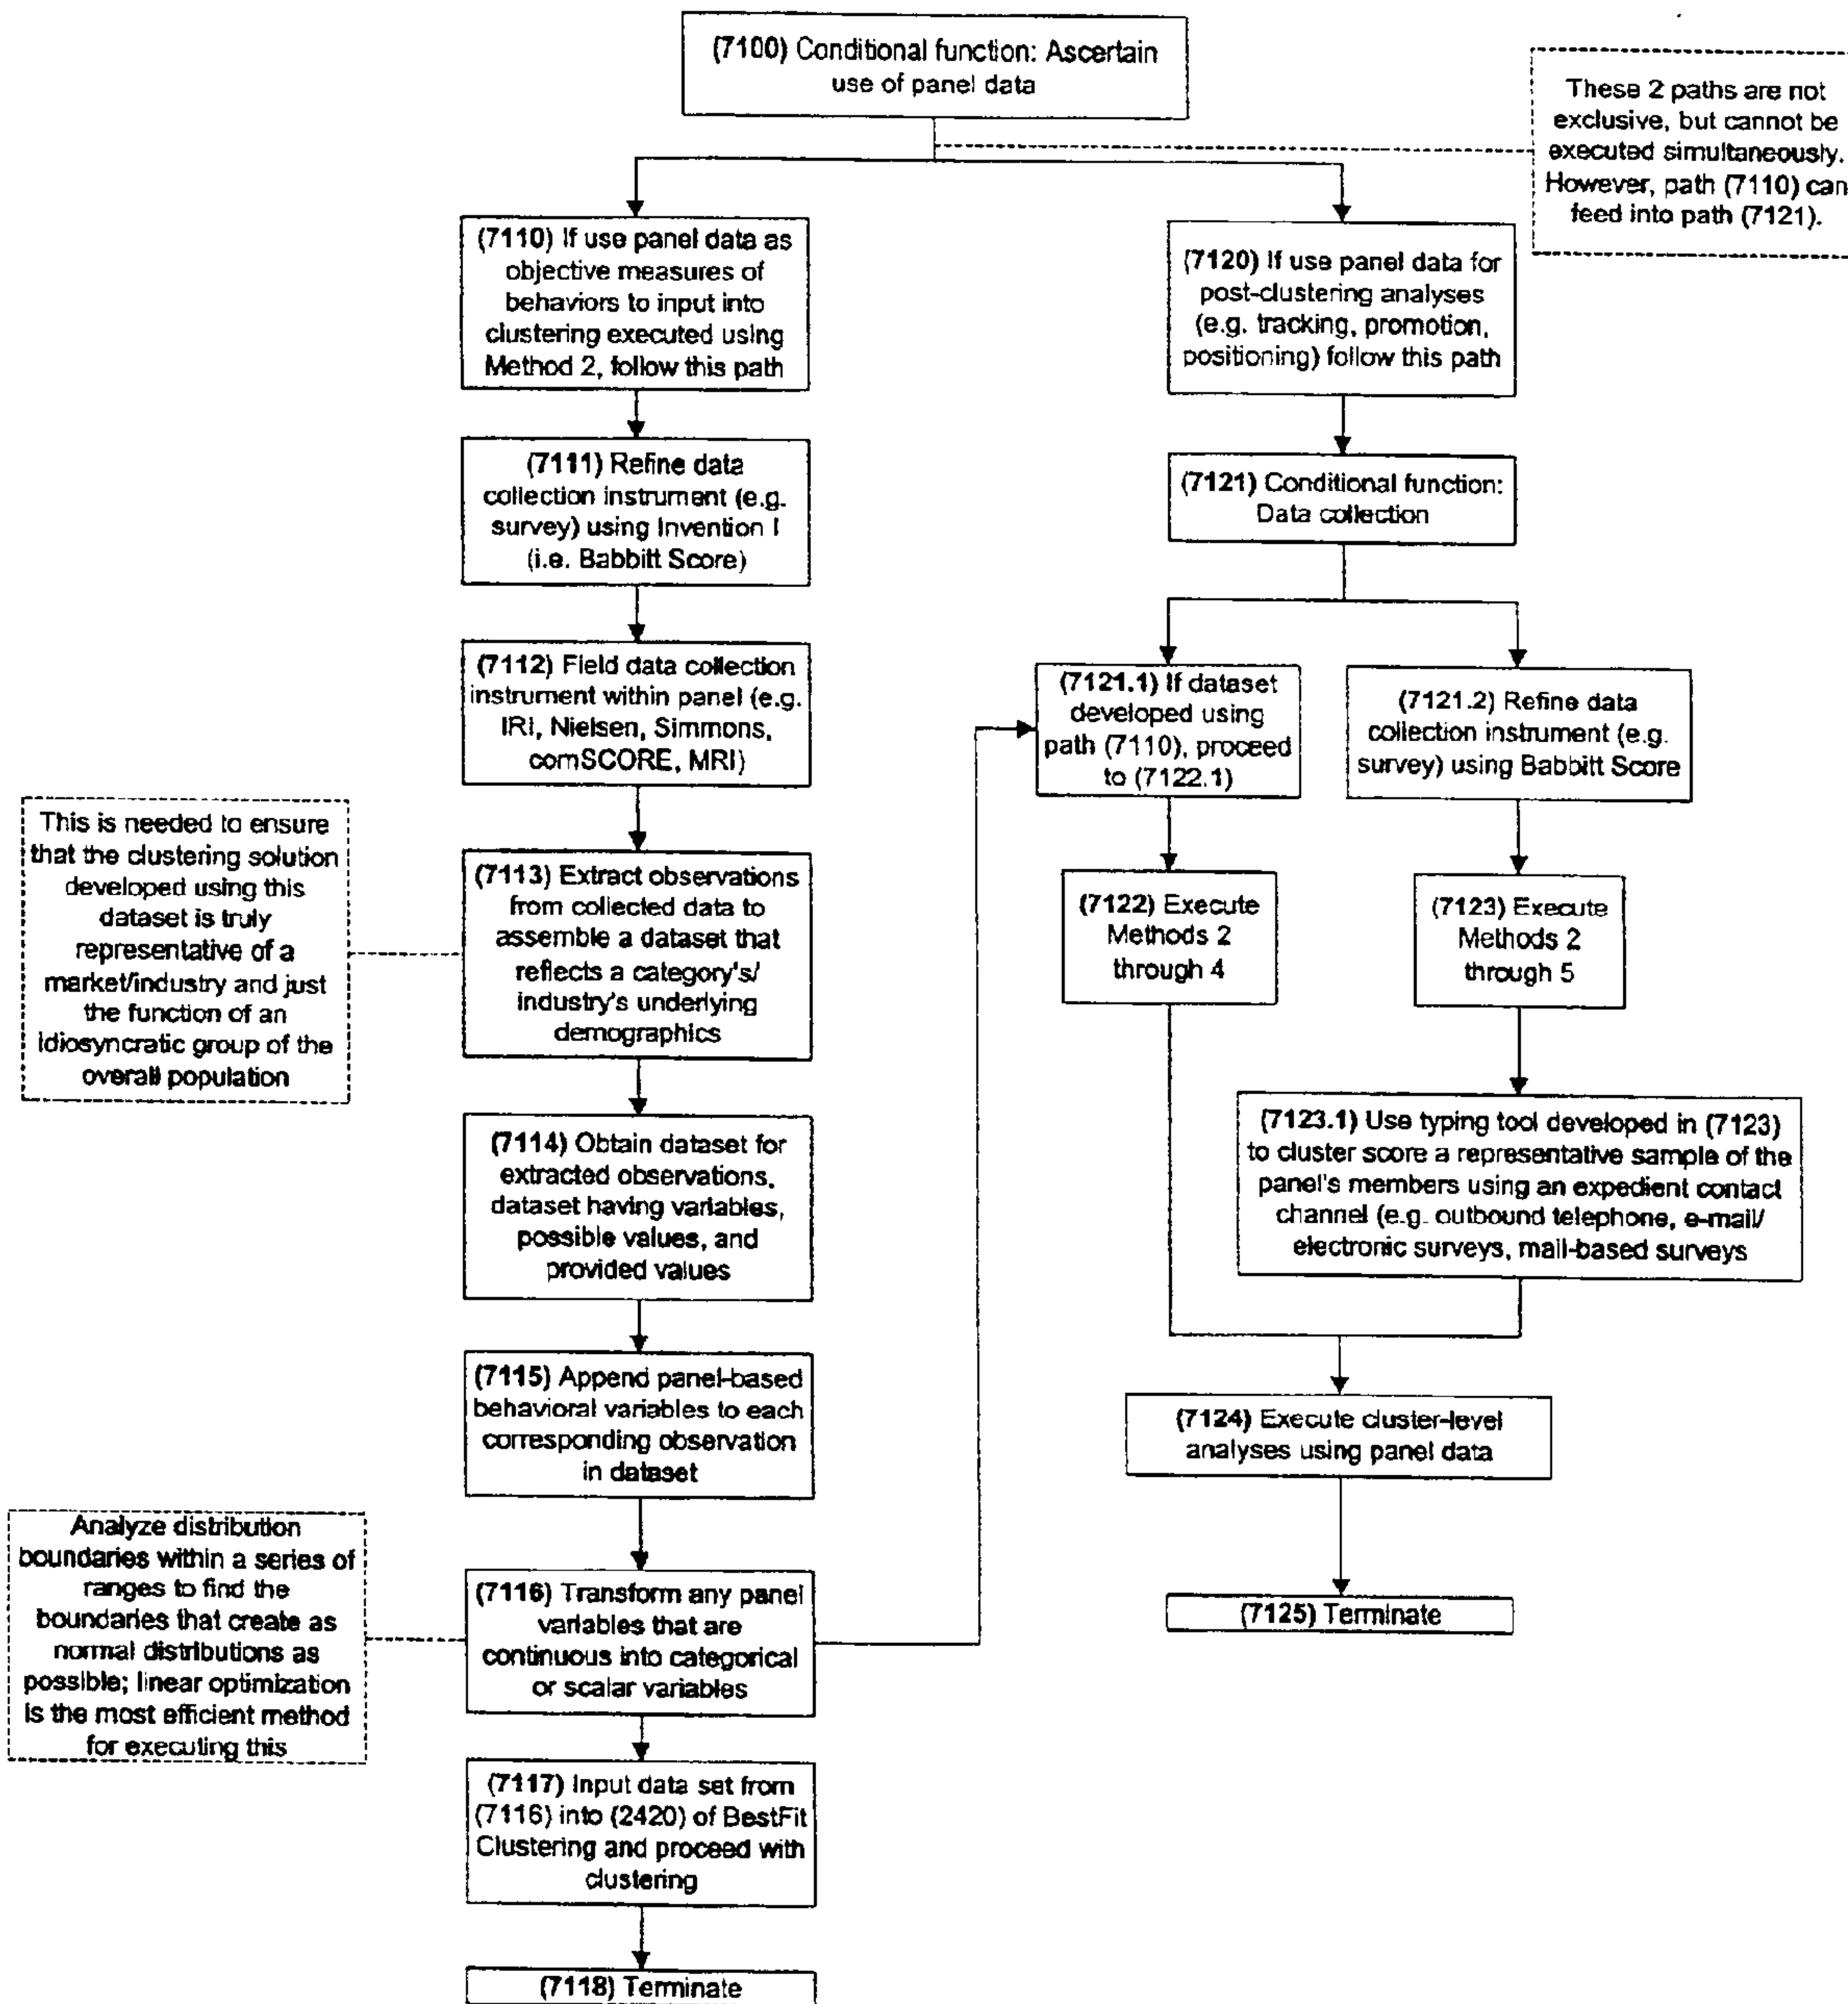 (7100) Conditional function: Ascertain
use of panel data
These 2 paths are not
exclusive, but cannot be
executed simultaneously.
However, path (7110) can
feed into path (7121).
(7110) If use panel data as
objective measures of
behaviors to input into
clustering executed using
Method 2, follow this path
(7120) If use panel data for
post-clustering analyses
(e.g. tracking, promotion,
positioning) follow this path
(7111) Refine data
collection instrument (e.g.
survey) using Invention I
(i.e. Babbitt Score)
(7121) Conditional function:
Data collection
(7112) Field data collection
instrument within panel (e.g.
IRI, Nielsen, Simmons,
comSCORE, MRI)
(7121.1) If dataset
developed using
path (7110), proceed
to (7122.1)
(7121.2) Refine data
collection instrument (e.g.
survey) using Babbitt Score
This is needed to ensure
that the clustering solution
developed using this
dataset is truly
representative of a
market/industry and just
the function of an
idiosyncratic group of the
overall population
(7113) Extract observations
from collected data to
assemble a dataset that
reflects a category's/
industry's underlying
demographics
(7122) Execute
Methods 2
through 4
(7123) Execute
Methods 2
through 5
(7114) Obtain dataset for
extracted observations,
dataset having variables,
possible values, and
provided values
(7123.1) Use typing tool developed in (7123)
to cluster score a representative sample of the
panel's members using an expedient contact
channel (e.g. outbound telephone, e-mail/
electronic surveys, mail-based surveys
(7115) Append panel-based
behavioral variables to each
corresponding observation
in dataset
(7124) Execute cluster-level
analyses using panel data
Analyze distribution
boundaries within a series of
ranges to find the
boundaries that create as
normal distributions as
possible; linear optimization
is the most efficient method
for executing this
(7116) Transform any panel
variables that are
continuous into categorical
or scalar variables
(7125) Terminate
(7117) Input data set from
(7116) into (2420) of BestFit
Clustering and proceed with
clustering
(7118) Terminate